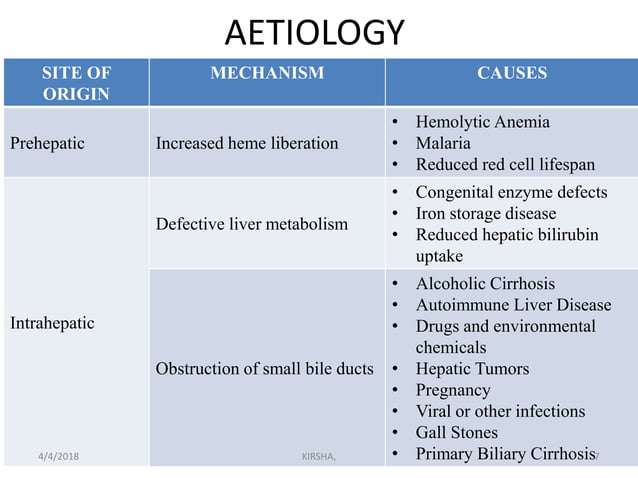 AETIOLOGY
SITE OF
ORIGIN
MECHANISM
CAUSES
Prehepatic
Increased heme liberation
• Hemolytic Anemia
• Malaria
• Reduced red cell lifespan
Intrahepatic
Defective liver metabolism
• Congenital enzyme defects
• Iron storage disease
• Reduced hepatic bilirubin
uptake
Obstruction of small bile ducts
• Alcoholic Cirrhosis
• Autoimmune Liver Disease
• Drugs and environmental
chemicals
• Hepatic Tumors
• Pregnancy
• Viral or other infections
• Gall Stones
• Primary Biliary Cirrhosis
4/4/2018
KIRSHA,
7